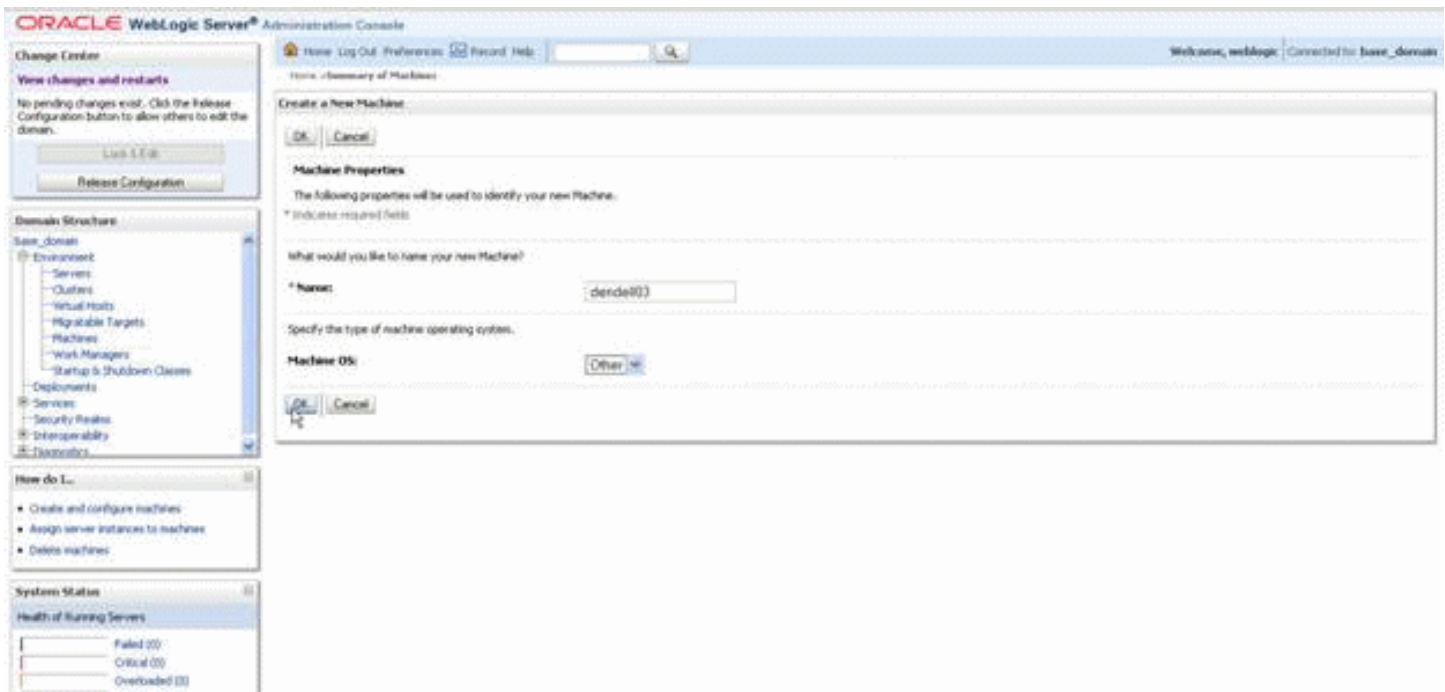 ORACLE WebLogic Server® Administration Console
Change Center
View changes and restarts
No pending changes exist. Click the Release
Configuration button to allow others to edit the
domain.
Lock & Edit
Release Configuration
Domain Structure
base_domain
Environment
Servers
Clusters
Virtual Hosts
Migratable Targets
Machines
Work Managers
Startup & Shutdown Classes
Deployments
Services
Security Realms
Interoperability
Diagnostics
How do I...
Create and configure machines
Assign server instances to machines
Delete machines
System Status
Health of Running Servers
Failed (0)
Critical (0)
Overloaded (0)
Home Log Out Preferences Record Help
Welcome, weblogic Connected to: base_domain
Home >Summary of Machines
Create a New Machine
OK Cancel
Machine Properties
The following properties will be used to identify your new Machine.
* Indicates required fields
What would you like to name your new Machine?
* Name:
dendell03
Specify the type of machine operating system.
Machine OS:
Other
OK Cancel